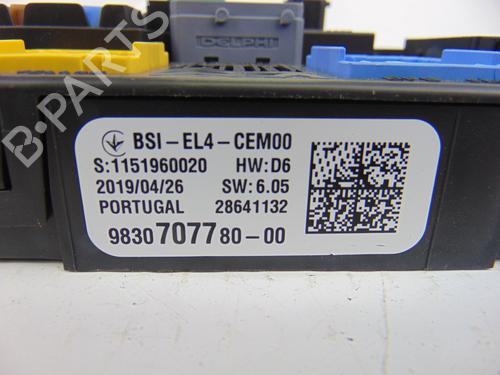 DELPHI
BSI-EL4-CEM00
S:1151960020 HW:D6
2019/04/26 SW:6.05
PORTUGAL 28641132
9830707780-00
B-PARTS